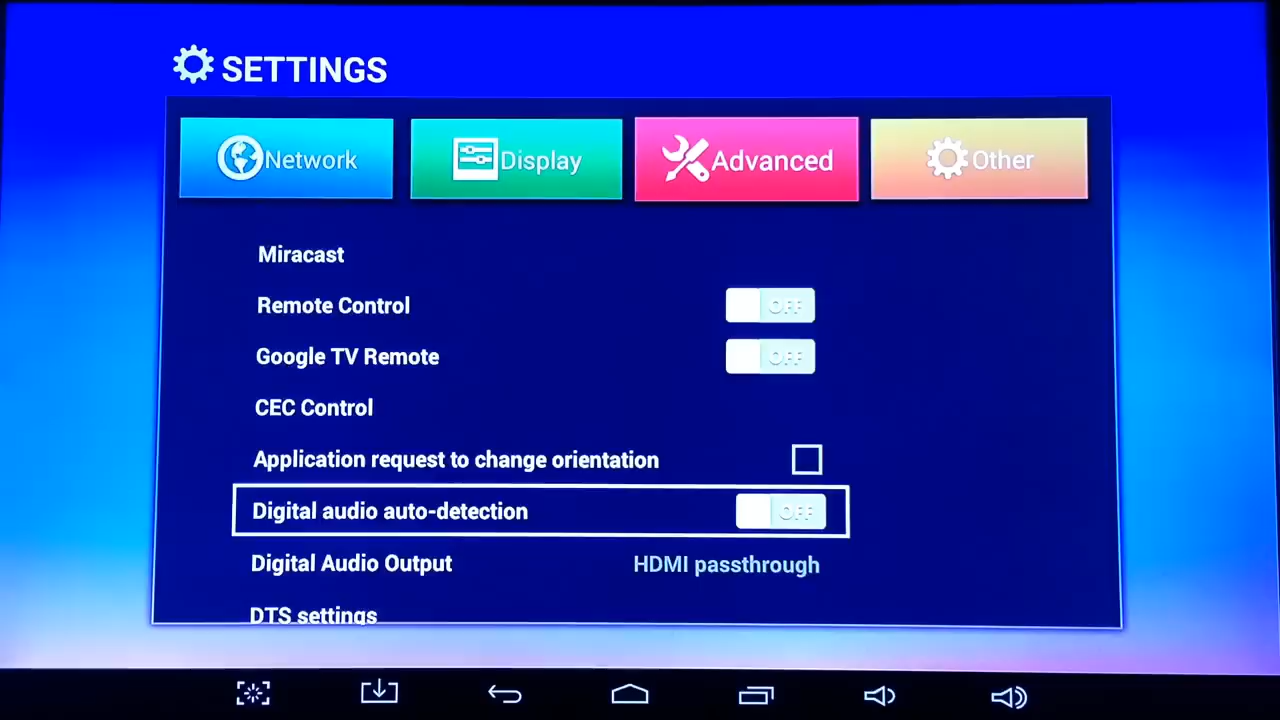 SETTINGS
Network Display Advanced Other
Miracast
Remote Control OFF
Google TV Remote OFF
CEC Control
Application request to change orientation
Digital audio auto-detection OFF
Digital Audio Output HDMI passthrough
DTS settings